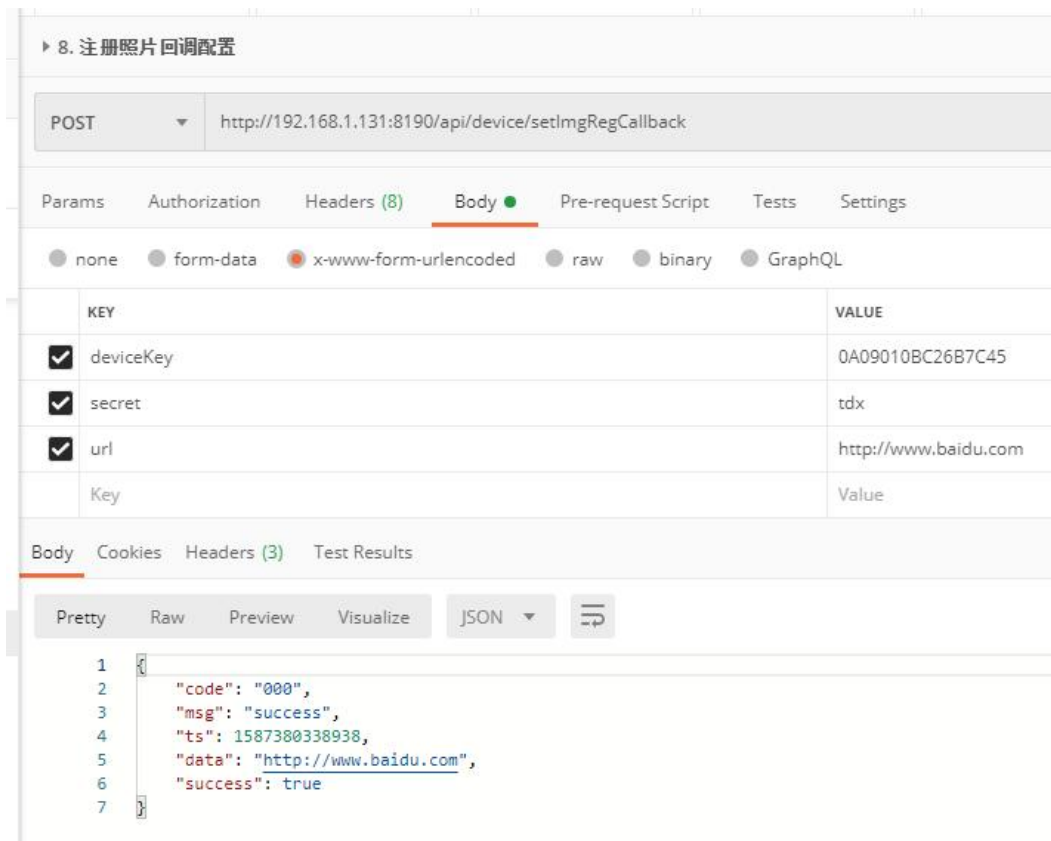 8. 注册照片回调配置
POST http://192.168.1.131:8190/api/device/setImgRegCallback
Params Authorization Headers (8) Body Pre-request Script Tests Settings
none form-data x-www-form-urlencoded raw binary GraphQL
KEY VALUE
deviceKey 0A09010BC26B7C45
secret tdx
url http://www.baidu.com
Key Value
Body Cookies Headers (3) Test Results
Pretty Raw Preview Visualize JSON
1 {
2 "code": "000",
3 "msg": "success",
4 "ts": 1587380338938,
5 "data": "http://www.baidu.com",
6 "success": true
7 }